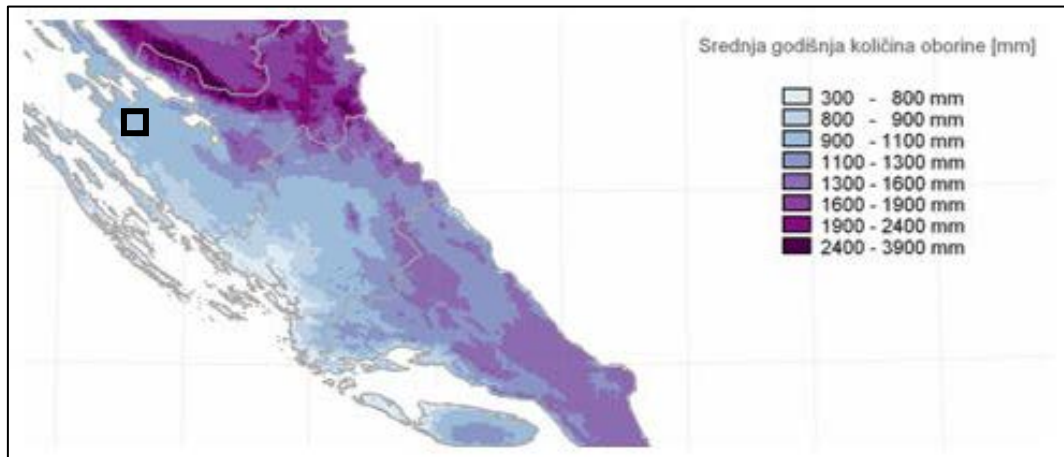 Srednja godišnja količina oborine [mm]
300 - 800 mm
800 - 900 mm
900 - 1100 mm
1100 - 1300 mm
1300 - 1600 mm
1600 - 1900 mm
1900 - 2400 mm
2400 - 3900 mm